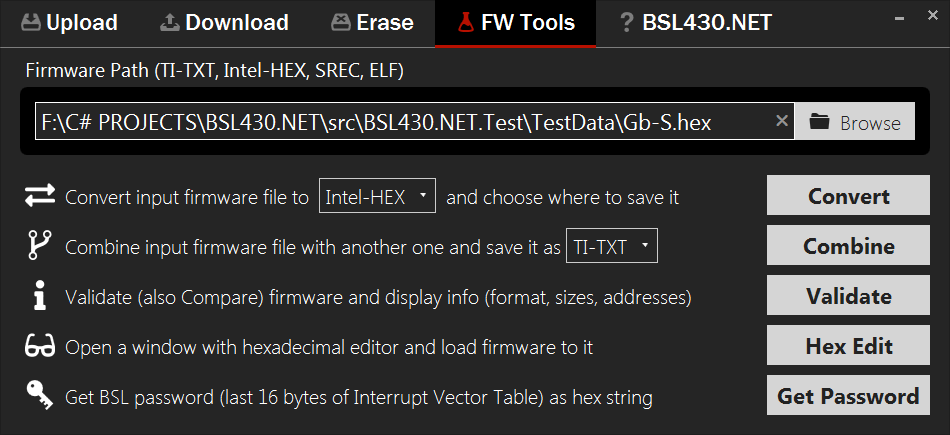 Upload Download Erase FW Tools ? BSL430.NET
Firmware Path (TI-TXT, Intel-HEX, SREC, ELF)
F:\C# PROJECTS\BSL430.NET\src\BSL430.NET.Test\TestData\Gb-S.hex Browse
Convert input firmware file to Intel-HEX and choose where to save it Convert
Combine input firmware file with another one and save it as TI-TXT Combine
Validate (also Compare) firmware and display info (format, sizes, addresses) Validate
Open a window with hexadecimal editor and load firmware to it Hex Edit
Get BSL password (last 16 bytes of Interrupt Vector Table) as hex string Get Password